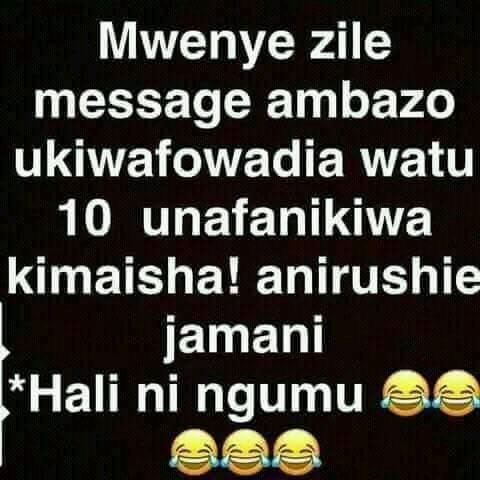 Mwenye zile
message ambazo
ukiwafowadia watu
10 unafanikiwa
kimaisha! anirushie
jamani
*Hali ni ngumu 😂😂
😂😂😂